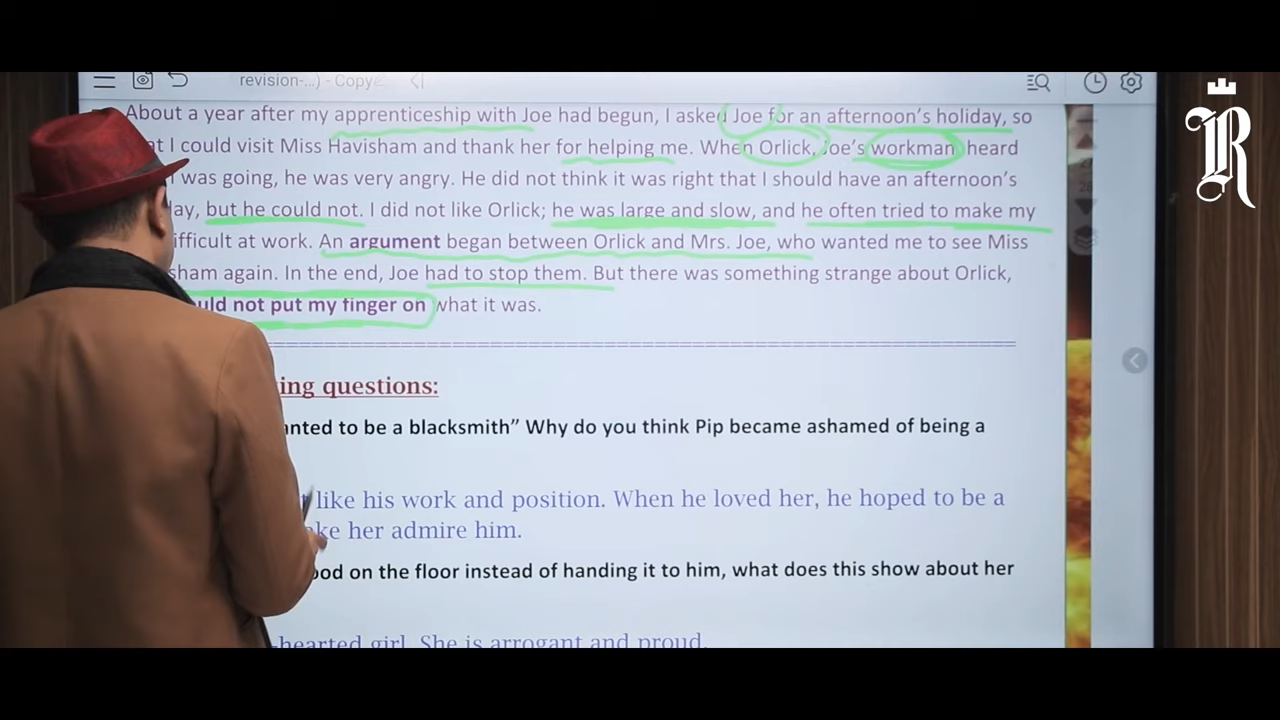 revision-...) - Copy
About a year after my apprenticeship with Joe had begun, I asked Joe for an afternoon's holiday, so
at I could visit Miss Havisham and thank her for helping me. When Orlick, Joe's workman heard
I was going, he was very angry. He did not think it was right that I should have an afternoon's
ay, but he could not. I did not like Orlick; he was large and slow, and he often tried to make my
ifficult at work. An argument began between Orlick and Mrs. Joe, who wanted me to see Miss
sham again. In the end, Joe had to stop them. But there was something strange about Orlick,
uld not put my finger on what it was.
ing questions:
anted to be a blacksmith" Why do you think Pip became ashamed of being a
t like his work and position. When he loved her, he hoped to be a
ke her admire him.
ood on the floor instead of handing it to him, what does this show about her
-hearted girl. She is arrogant and proud.
R